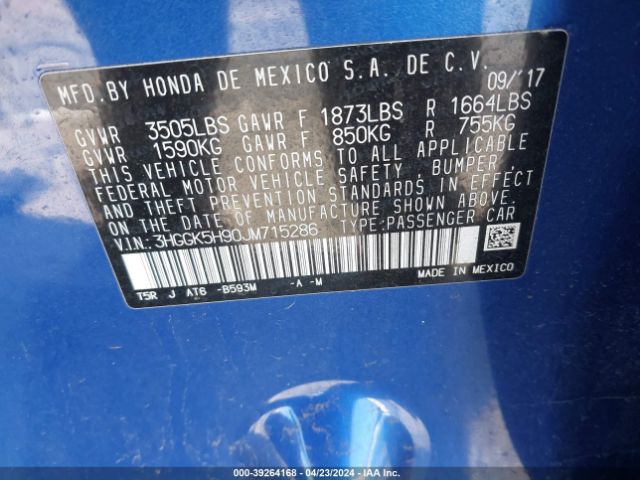 MFD. BY HONDA DE MEXICO S.A. DE C.V.
09/17
GVWR 3505LBS GAWR F 1873LBS R 1664LBS
GVWR 1590KG GAWR F 850KG R 755KG
THIS VEHICLE CONFORMS TO ALL APPLICABLE
FEDERAL MOTOR VEHICLE SAFETY, BUMPER,
AND THEFT PREVENTION STANDARDS IN EFFECT
ON THE DATE OF MANUFACTURE SHOWN ABOVE.
VIN: 3HGGK5H90JM715286 TYPE:PASSENGER CAR
T5R J AT6 -B593M -A -M
MADE IN MEXICO
000-39264168 | 04/23/2024 | IAA Inc.